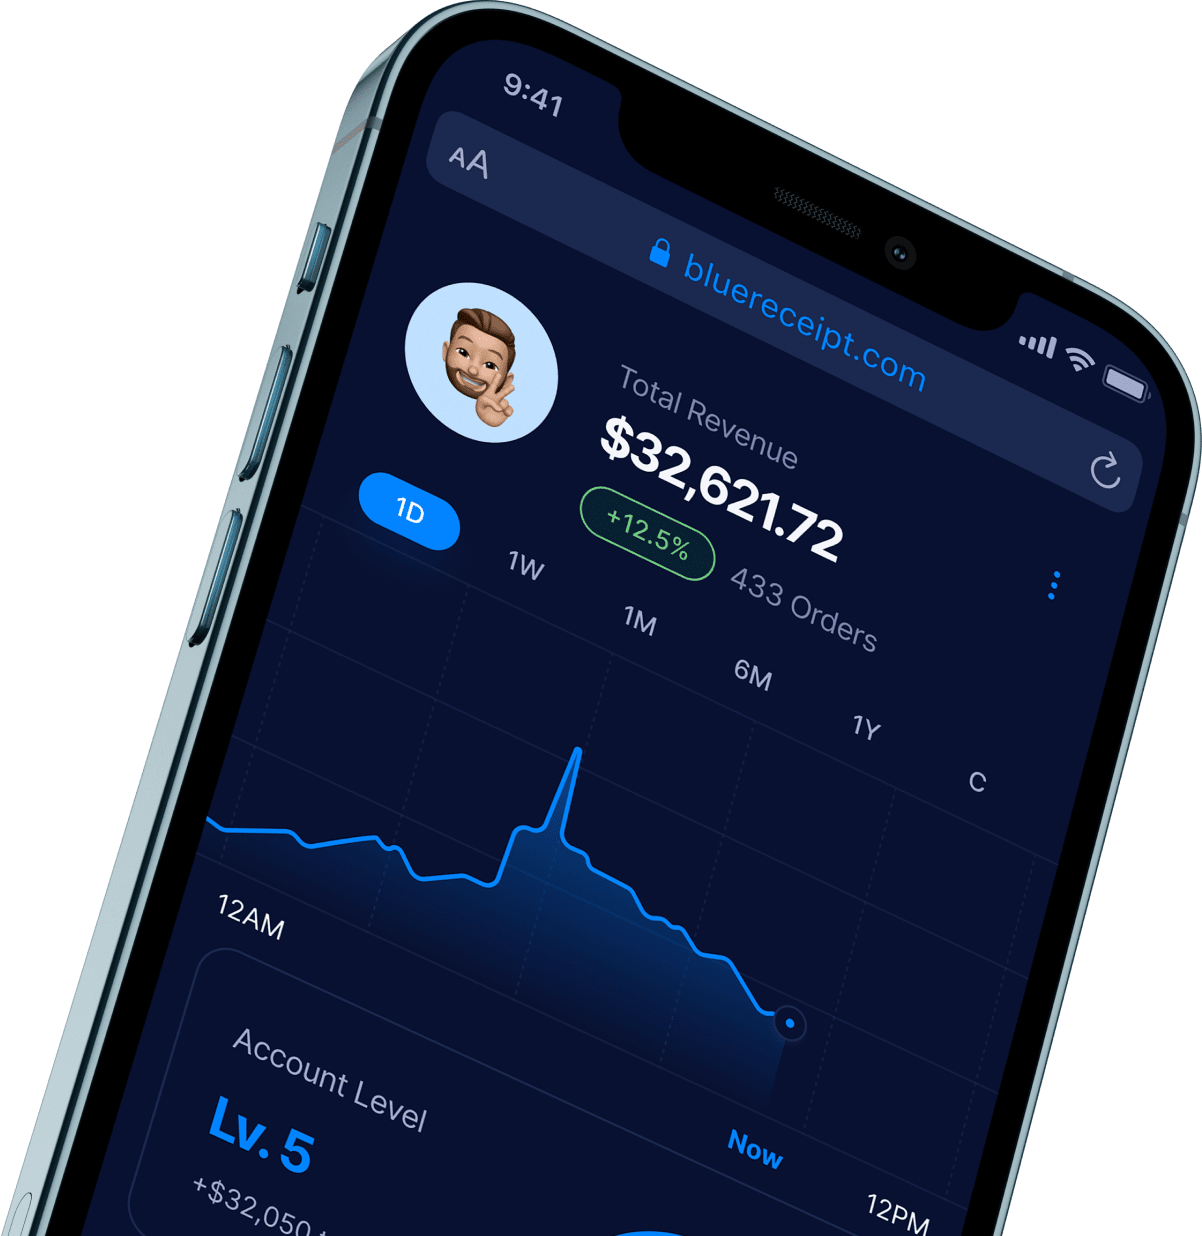 9:41
AA
bluereceipt.com
Total Revenue
$32,621.72
+12.5% 433 Orders
1D 1W 1M 6M 1Y C
12AM Now 12PM
Account Level
Lv. 5
+$32,050